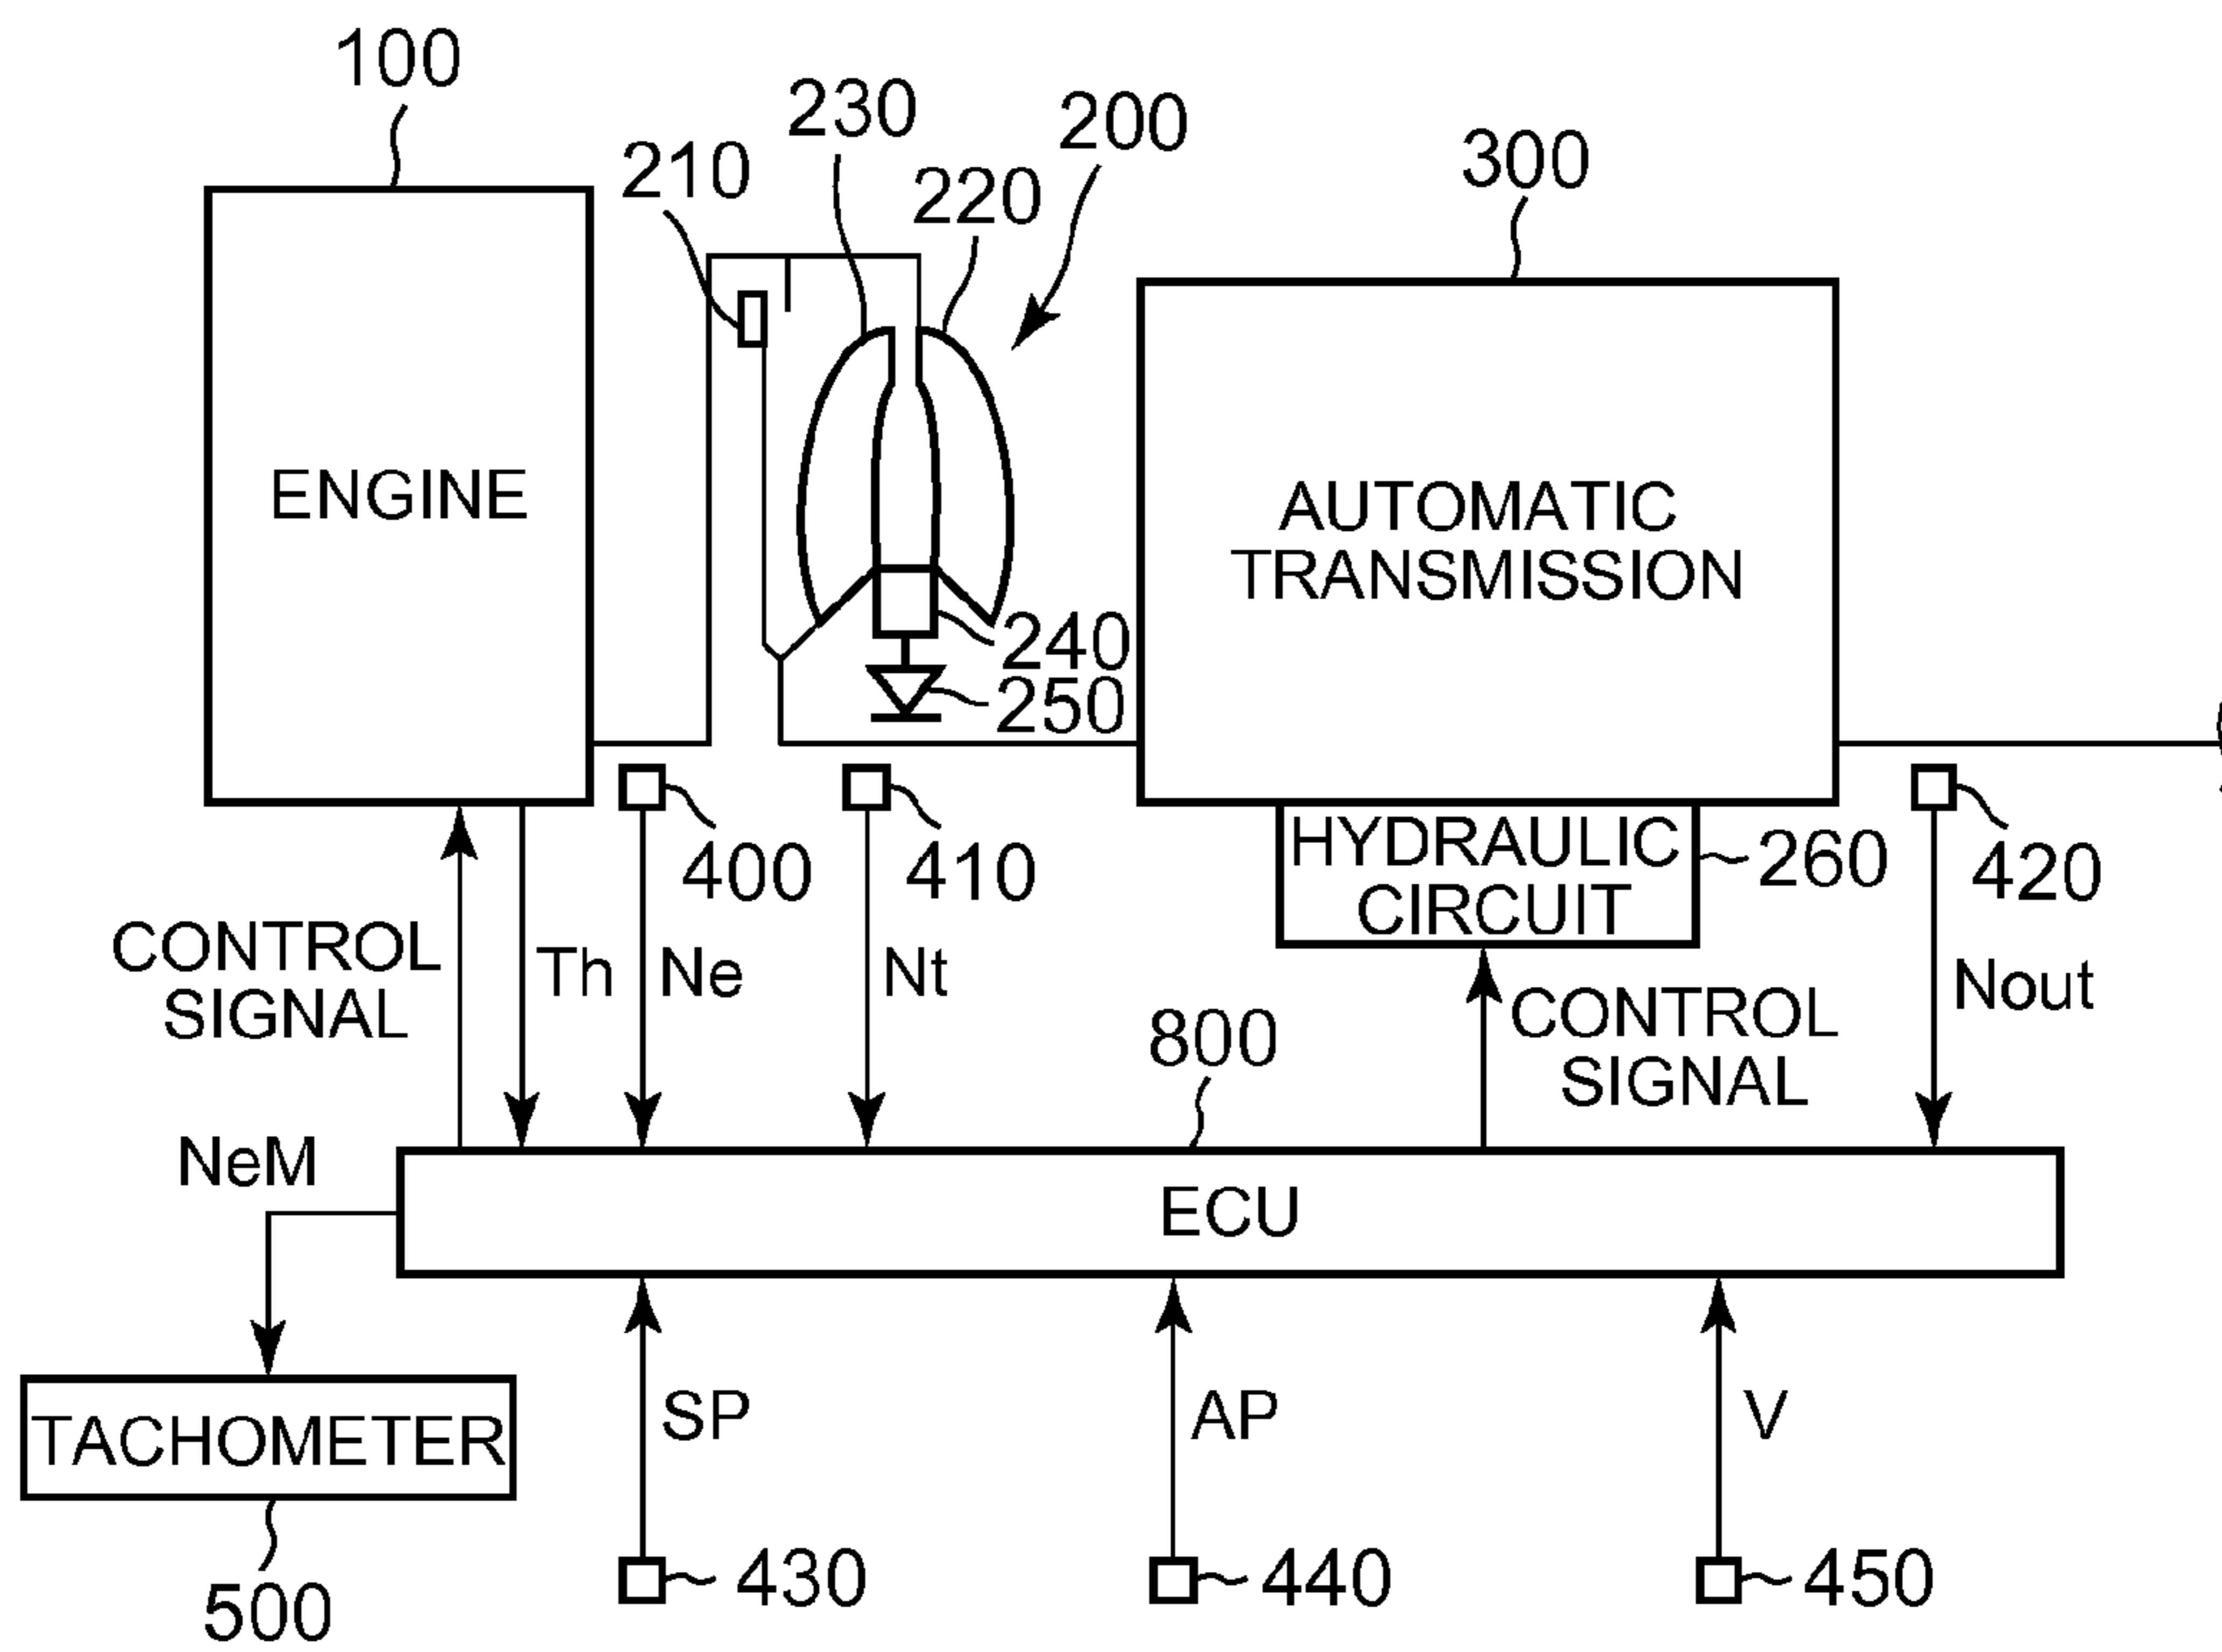 100
230
200
210
220
300
ENGINE
AUTOMATIC
TRANSMISSION
240
250
HYDRAULIC
CIRCUIT
260
400
410
420
CONTROL
SIGNAL
Th
Ne
Nt
Nout
CONTROL
SIGNAL
800
NeM
ECU
TACHOMETER
SP
AP
V
500
430
440
450